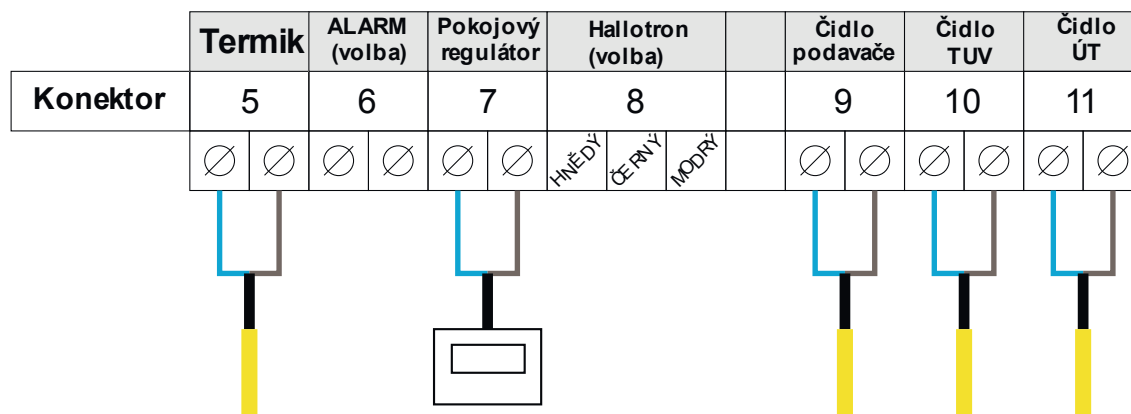 Termik
ALARM
(volba)
Pokojový
regulátor
Hallotron
(volba)
Čidlo
podavače
Čidlo
TUV
Čidlo
ÚT
Konektor 5 6 7 8 9 10 11
HNĚDÝ ČERNÝ MODRÝ